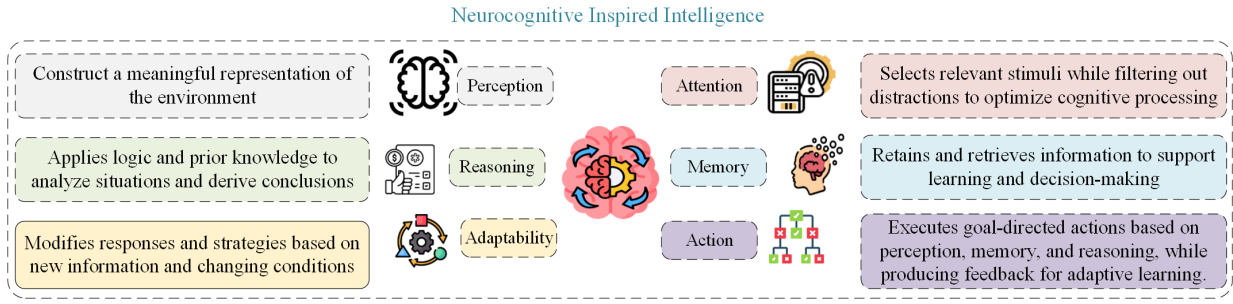 Neurocognitive Inspired Intelligence
Construct a meaningful representation of
the environment
Perception
Attention
Selects relevant stimuli while filtering out
distractions to optimize cognitive processing
Applies logic and prior knowledge to
analyze situations and derive conclusions
Reasoning
Memory
Retains and retrieves information to support
learning and decision-making
Modifies responses and strategies based on
new information and changing conditions
Adaptability
Action
Executes goal-directed actions based on
perception, memory, and reasoning, while
producing feedback for adaptive learning.